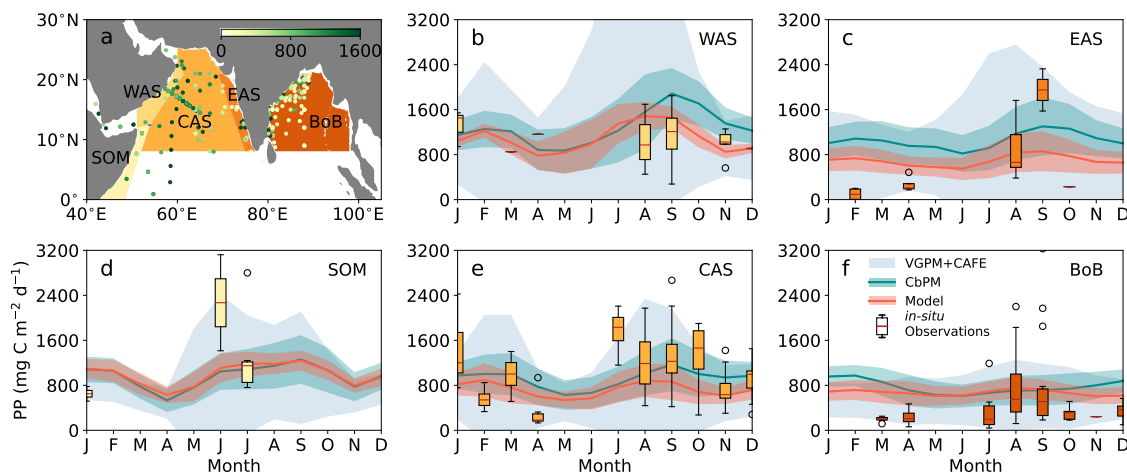 30°N
20°
10°
0°
40°E
60°E
80°E
100°E
a
0 800 1600
WAS
EAS
CAS
BoB
SOM
3200
2400
1600
800
0
b
WAS
J F M A M J J A S O N D
3200
2400
1600
800
0
c
EAS
J F M A M J J A S O N D
PP (mg C m⁻² d⁻¹)
3200
2400
1600
800
0
d
SOM
J F M A M J J A S O N D
Month
3200
2400
1600
800
0
e
CAS
J F M A M J J A S O N D
Month
3200
2400
1600
800
0
f
BoB
VGPM+CAFE
CbPM
Model
in-situ
Observations
J F M A M J J A S O N D
Month